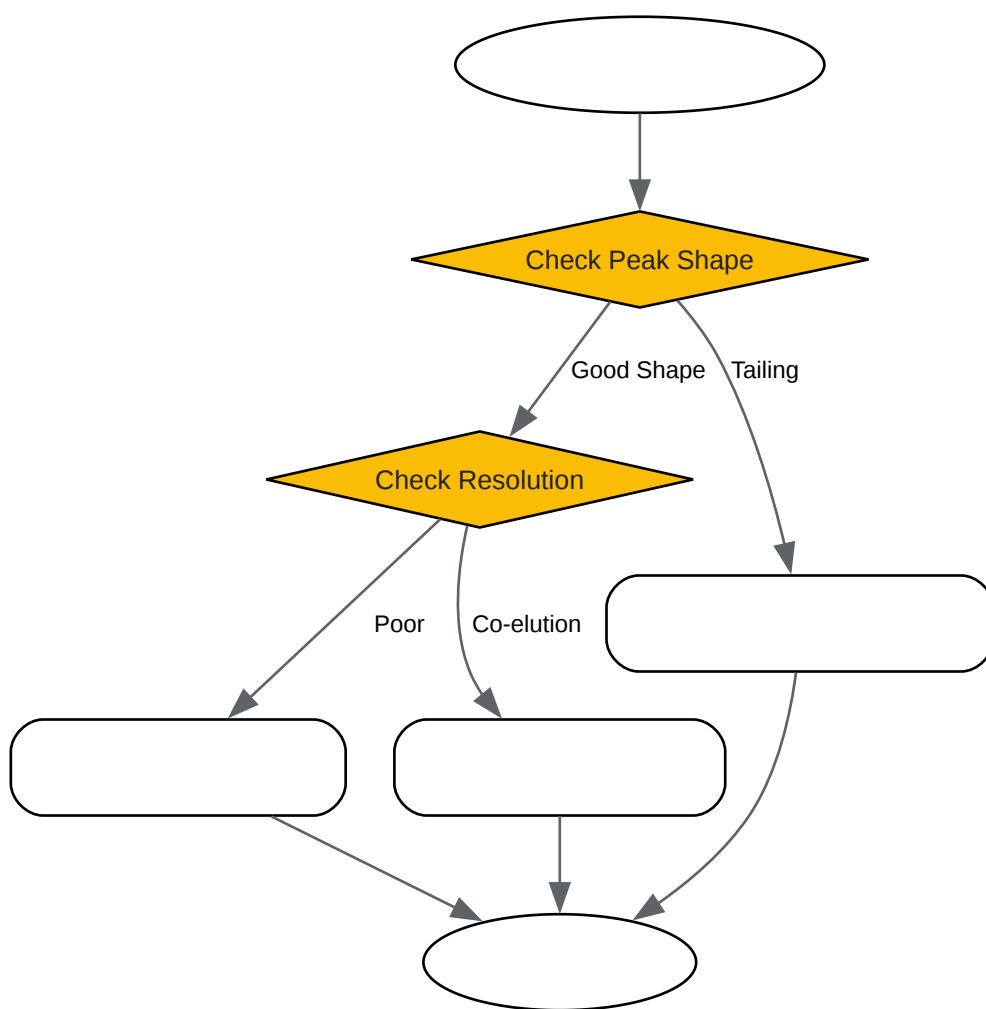 Check Peak Shape
Good Shape
Tailing
Check Resolution
Poor
Co-elution